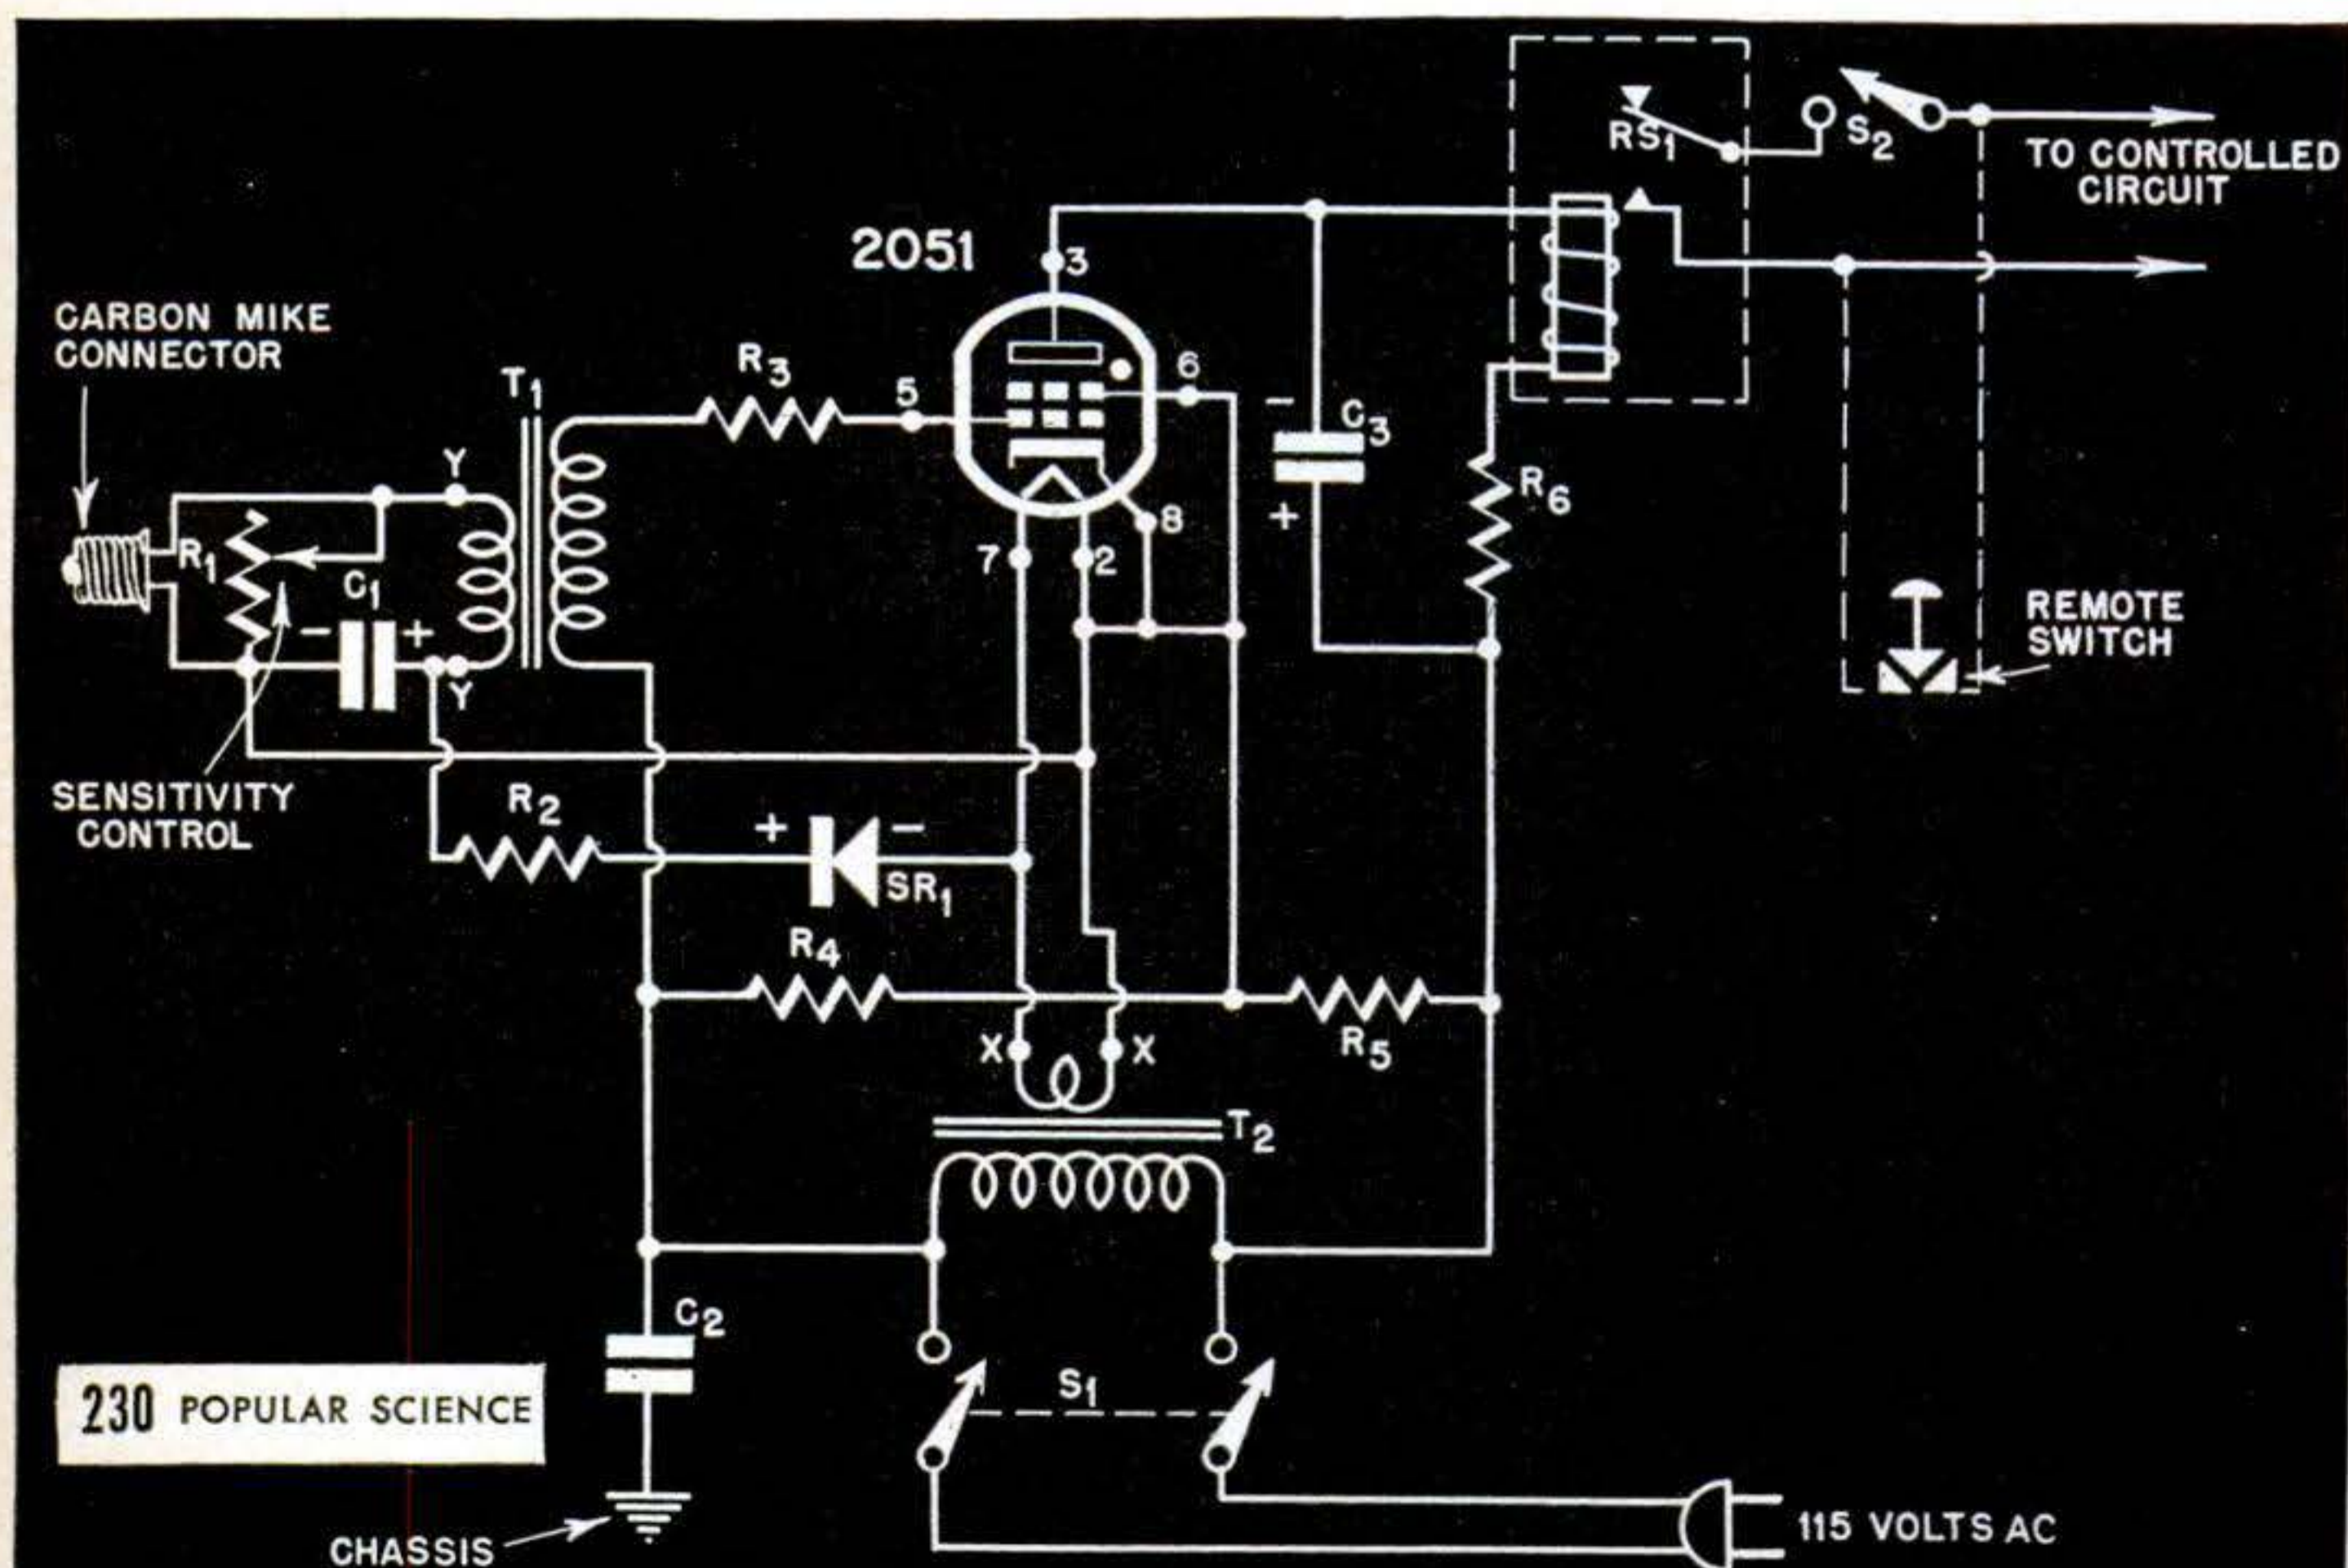 RS₁
S₂
TO CONTROLLED
CIRCUIT
2051
3
CARBON MIKE
CONNECTOR
T₁
R₃
5
6
-
C₃
+
R₆
Y
R₁
C₁
- +
Y
7
2
8
REMOTE
SWITCH
SENSITIVITY
CONTROL
R₂
+ -
SR₁
R₄
R₅
X X
T₂
C₂
S₁
230 POPULAR SCIENCE
CHASSIS
115 VOLTS AC